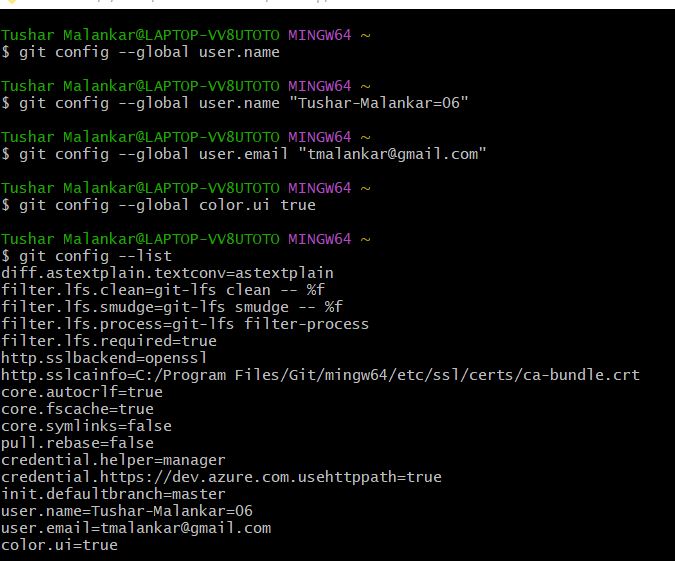 Tushar Malankar@LAPTOP-VV8UTOTO MINGW64 ~
$ git config --global user.name
Tushar Malankar@LAPTOP-VV8UTOTO MINGW64 ~
$ git config --global user.name "Tushar-Malankar=06"
Tushar Malankar@LAPTOP-VV8UTOTO MINGW64 ~
$ git config --global user.email "tmalankar@gmail.com"
Tushar Malankar@LAPTOP-VV8UTOTO MINGW64 ~
$ git config --global color.ui true
Tushar Malankar@LAPTOP-VV8UTOTO MINGW64 ~
$ git config --list
diff.astextplain.textconv=astextplain
filter.lfs.clean=git-lfs clean -- %f
filter.lfs.smudge=git-lfs smudge -- %f
filter.lfs.process=git-lfs filter-process
filter.lfs.required=true
http.sslbackend=openssl
http.sslcainfo=C:/Program Files/Git/mingw64/etc/ssl/certs/ca-bundle.crt
core.autocrlf=true
core.fscache=true
core.symlinks=false
pull.rebase=false
credential.helper=manager
credential.https://dev.azure.com.usehttppath=true
init.defaultbranch=master
user.name=Tushar-Malankar=06
user.email=tmalankar@gmail.com
color.ui=true